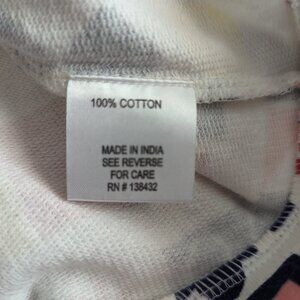 100% COTTON
MADE IN INDIA
SEE REVERSE
FOR CARE
RN # 138432